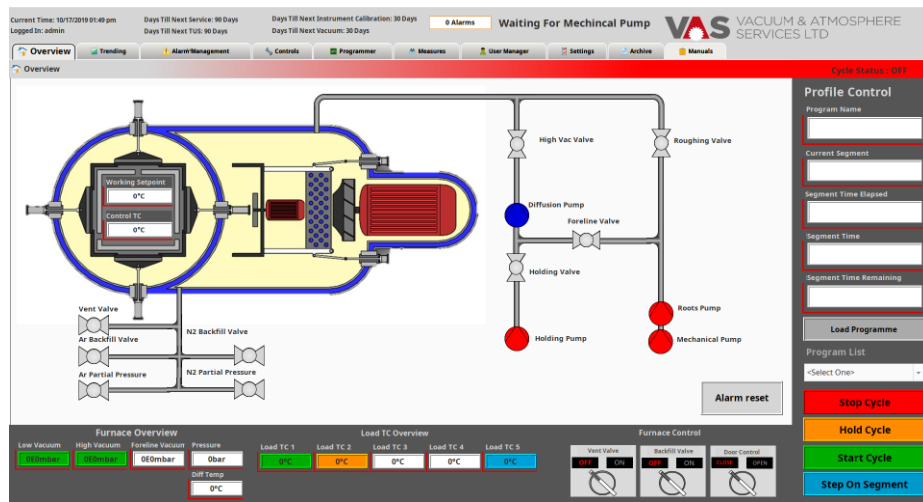 Current Time: 10/17/2019 01:49 pm
Logged In: admin
Days Till Next Service: 90 Days
Days Till Next TUS: 90 Days
Days Till Next Instrument Calibration: 30 Days
Days Till Next Vacuum: 30 Days
0 Alarms
Waiting For Mechincal Pump
VAS
VACUUM & ATMOSPHERE
SERVICES LTD
Overview
Trending
Alarm Management
Controls
Programmer
Measures
User Manager
Settings
Archive
Manuals
Overview
Cycle Status : OFF
Profile Control
Program Name
Current Segment
Segment Time Elapsed
Segment Time
Segment Time Remaining
Load Programme
Program List
<Select One>
Stop Cycle
Hold Cycle
Start Cycle
Step On Segment
High Vac Valve
Roughing Valve
Working Setpoint
0°C
Control TC
0°C
Diffusion Pump
Foreline Valve
Holding Valve
Vent Valve
N2 Backfill Valve
Ar Backfill Valve
N2 Partial Pressure
Ar Partial Pressure
Roots Pump
Holding Pump
Mechanical Pump
Alarm reset
Furnace Overview
Low Vacuum
High Vacuum
Foreline Vacuum
Pressure
0E0mbar
0E0mbar
0E0mbar
0bar
Diff Temp
0°C
Load TC Overview
Load TC 1
Load TC 2
Load TC 3
Load TC 4
Load TC 5
0°C
0°C
0°C
0°C
0°C
Furnace Control
Vent Valve
OFF
ON
Backfill Valve
OFF
ON
Door Control
CLOSE
OPEN